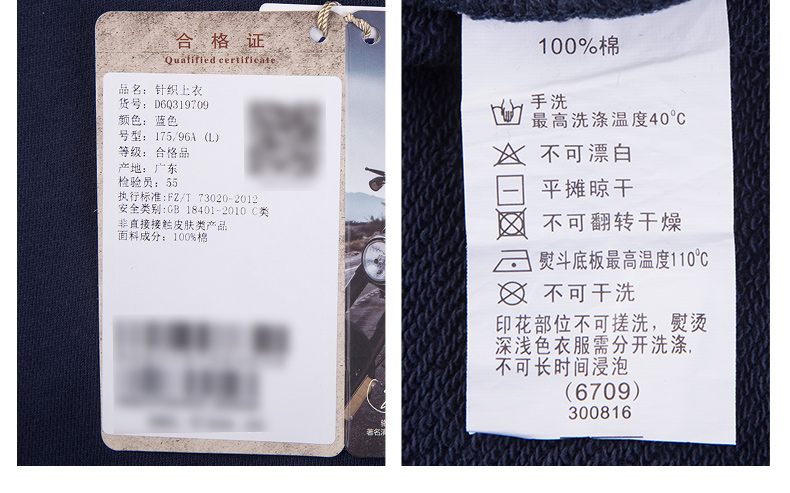 合格证
Qualified certificate
品名：针织上衣
货号：D6Q319709
颜色：蓝色
号型：175/96A (L)
等级：合格品
产地：广东
检验员：55
执行标准:FZ/T 73020-2012
安全类别:GB 18401-2010 C类
非直接接触皮肤类产品
面料成分：100%棉
著名演
100%棉
手洗
最高洗涤温度40°C
不可漂白
平摊晾干
不可翻转干燥
熨斗底板最高温度110°C
不可干洗
印花部位不可搓洗，熨烫
深浅色衣服需分开洗涤，
不可长时间浸泡
(6709)
300816